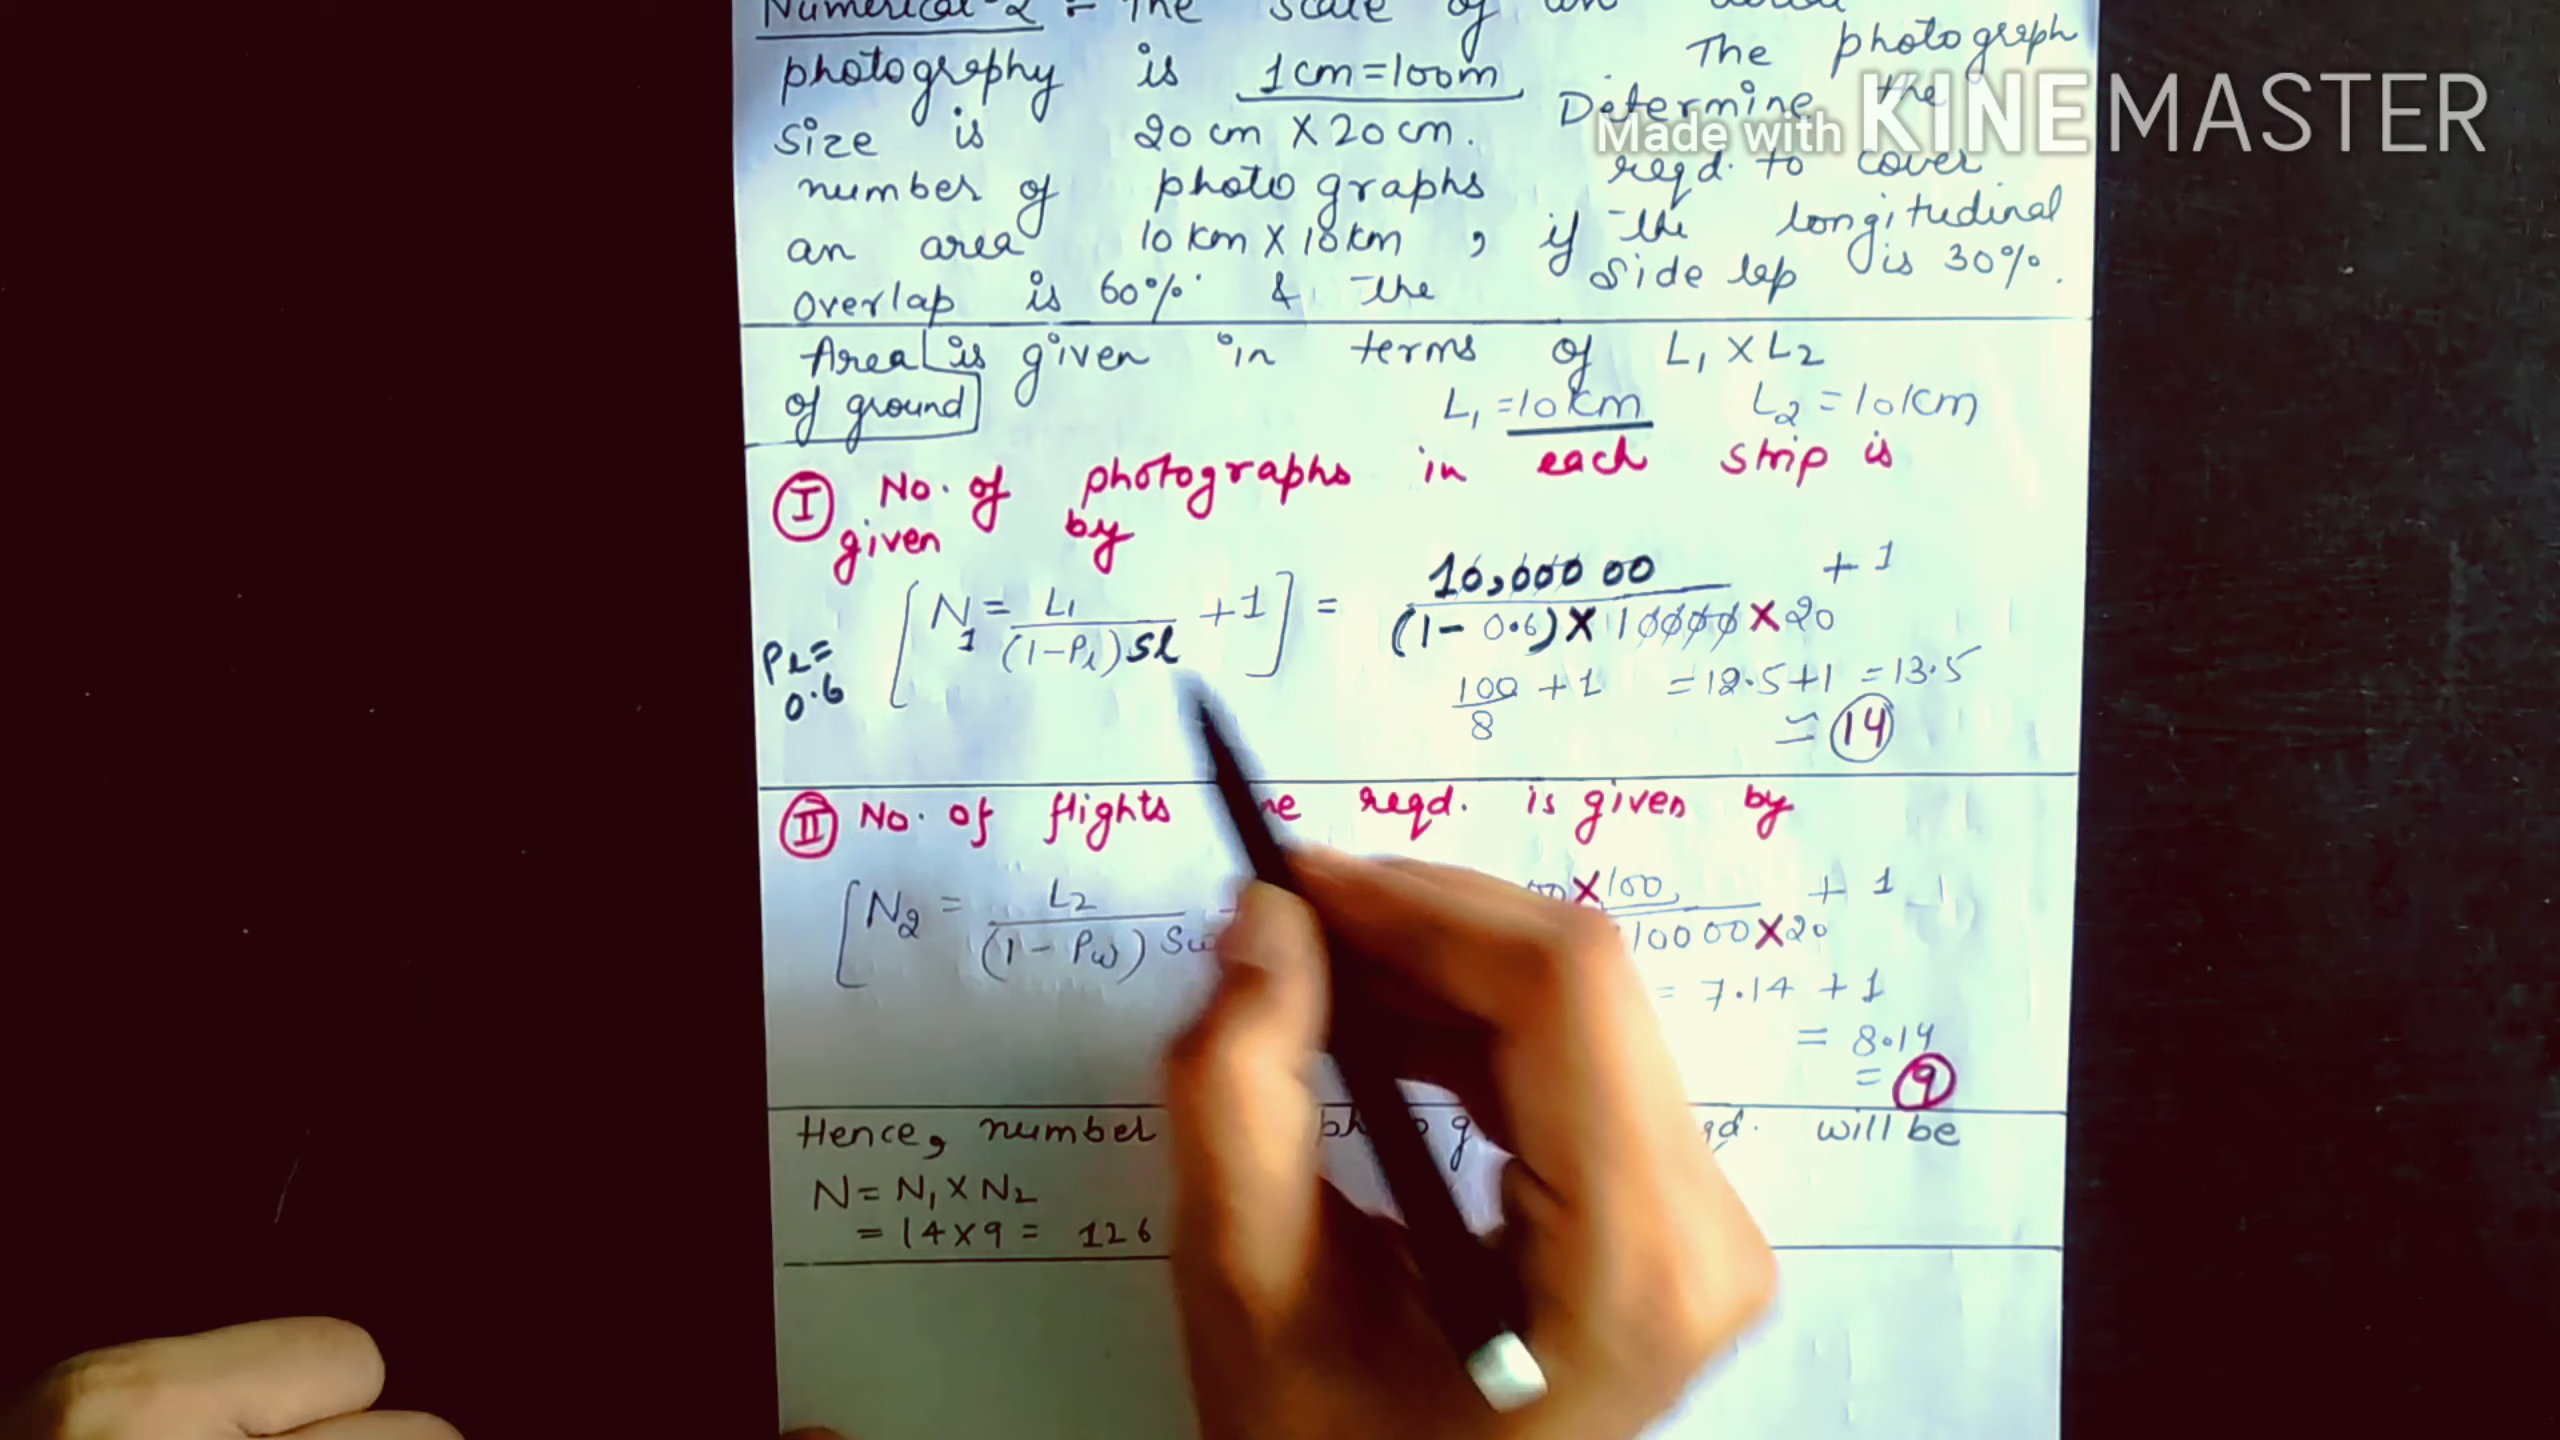 Numerical-2 :- The scale of an aerial
photography is 1cm=100m The photograph
size is 20 cm X 20 cm. Determine the
number of photographs reqd. to cover
an area 10 km X 10 km , if the longitudinal
overlap is 60% & the side lap is 30%.
Made with KINEMASTER
Area is given in terms of L1 X L2
of ground L1 = 10 km L2 = 10 km
I No. of photographs in each strip is
given by
PL = 0.6
[N1 = L1 / (1-Pl) Sl + 1] = 10,000 00 / (1- 0.6) X 10000 X 20 + 1
100/8 + 1 = 12.5+1 = 13.5
= 14
II No. of flights reqd. is given by
[N2 = L2 / (1 - Pw) Sw X 100 / 10000 X 20 + 1
= 7.14 + 1
= 8.14
= 9
Hence, number will be
N = N1 X N2
= 14 X 9 = 126